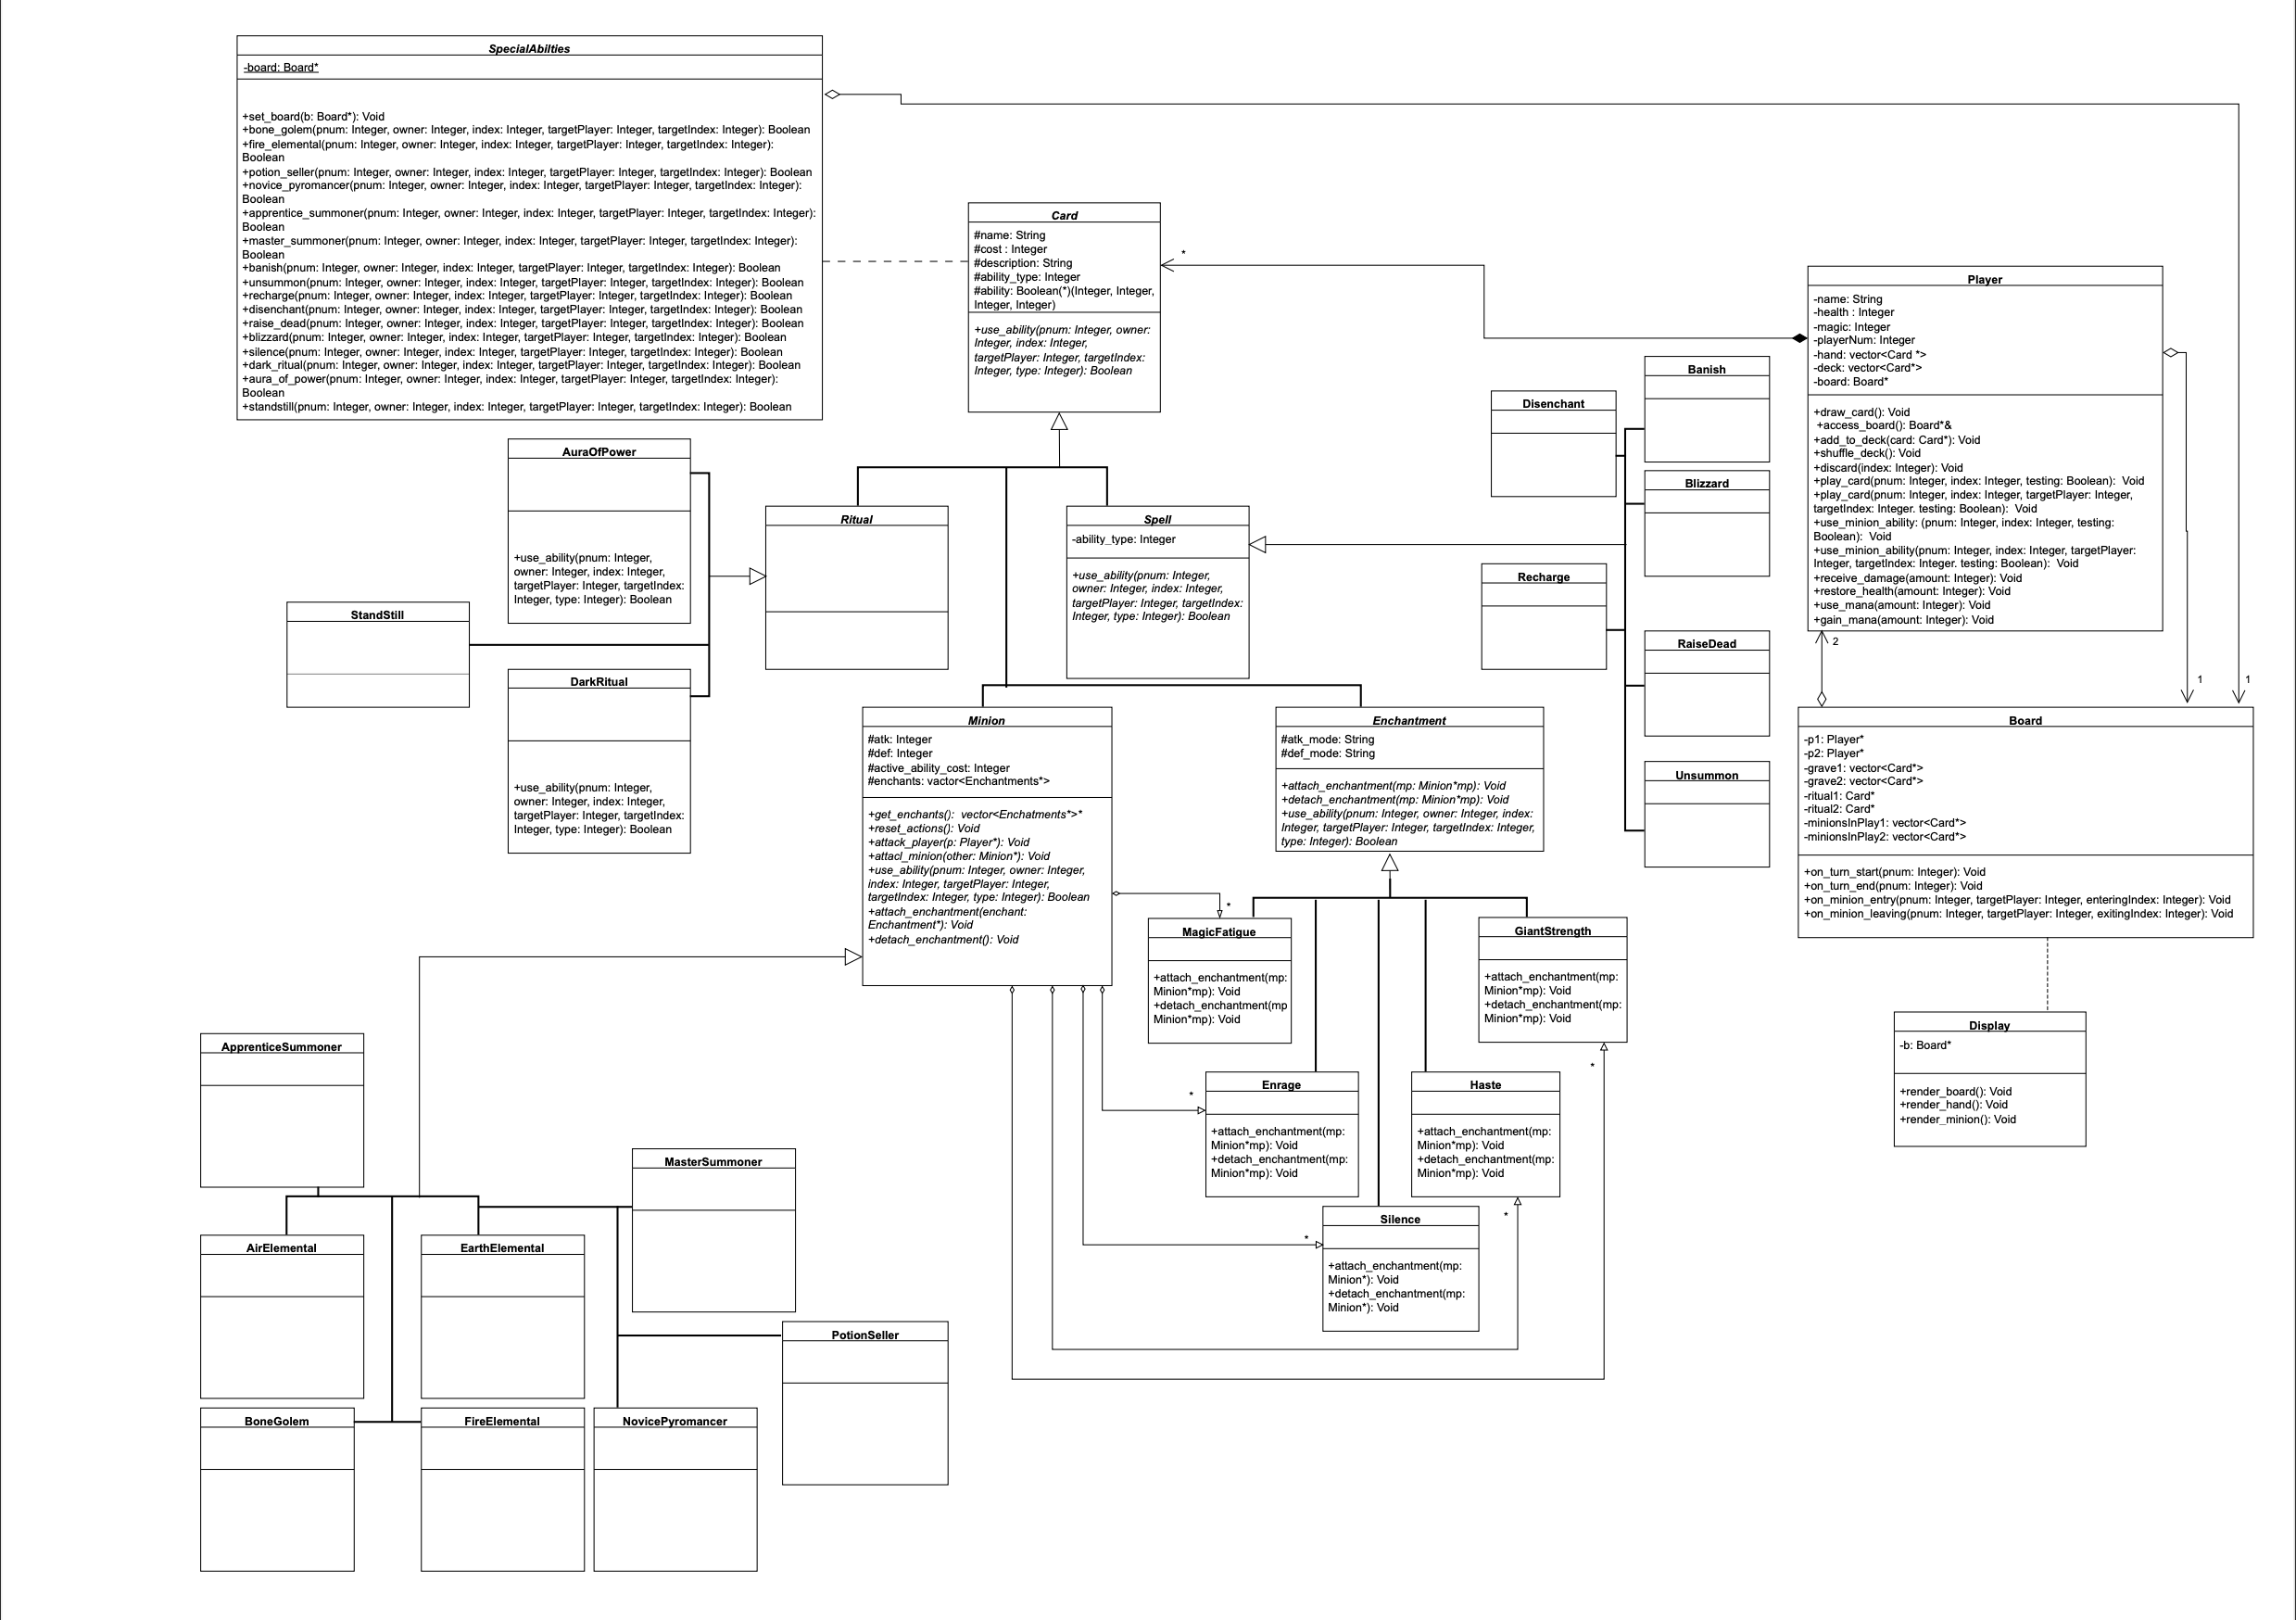 SpecialAbilties
-board: Board*
+set_board(b: Board*): Void
+bone_golem(pnum: Integer, owner: Integer, index: Integer, targetPlayer: Integer, targetIndex: Integer): Boolean
+fire_elemental(pnum: Integer, owner: Integer, index: Integer, targetPlayer: Integer, targetIndex: Integer):
Boolean
+potion_seller(pnum: Integer, owner: Integer, index: Integer, targetPlayer: Integer, targetIndex: Integer): Boolean
+novice_pyromancer(pnum: Integer, owner: Integer, index: Integer, targetPlayer: Integer, targetIndex: Integer):
Boolean
+apprentice_summoner(pnum: Integer, owner: Integer, index: Integer, targetPlayer: Integer, targetIndex: Integer):
Boolean
+master_summoner(pnum: Integer, owner: Integer, index: Integer, targetPlayer: Integer, targetIndex: Integer):
Boolean
+banish(pnum: Integer, owner: Integer, index: Integer, targetPlayer: Integer, targetIndex: Integer): Boolean
+unsummon(pnum: Integer, owner: Integer, index: Integer, targetPlayer: Integer, targetIndex: Integer): Boolean
+recharge(pnum: Integer, owner: Integer, index: Integer, targetPlayer: Integer, targetIndex: Integer): Boolean
+disenchant(pnum: Integer, owner: Integer, index: Integer, targetPlayer: Integer, targetIndex: Integer): Boolean
+raise_dead(pnum: Integer, owner: Integer, index: Integer, targetPlayer: Integer, targetIndex: Integer): Boolean
+blizzard(pnum: Integer, owner: Integer, index: Integer, targetPlayer: Integer, targetIndex: Integer): Boolean
+silence(pnum: Integer, owner: Integer, index: Integer, targetPlayer: Integer, targetIndex: Integer): Boolean
+dark_ritual(pnum: Integer, owner: Integer, index: Integer, targetPlayer: Integer, targetIndex: Integer): Boolean
+aura_of_power(pnum: Integer, owner: Integer, index: Integer, targetPlayer: Integer, targetIndex: Integer):
Boolean
+standstill(pnum: Integer, owner: Integer, index: Integer, targetPlayer: Integer, targetIndex: Integer): Boolean
Card
#name: String
#cost : Integer
#description: String
#ability_type: Integer
#ability: Boolean(*)(Integer, Integer,
Integer, Integer)
+use_ability(pnum: Integer, owner:
Integer, index: Integer,
targetPlayer: Integer, targetIndex:
Integer, type: Integer): Boolean
*
Player
-name: String
-health : Integer
-magic: Integer
-playerNum: Integer
-hand: vector<Card *>
-deck: vector<Card*>
-board: Board*
+draw_card(): Void
+access_board(): Board*&
+add_to_deck(card: Card*): Void
+shuffle_deck(): Void
+discard(index: Integer): Void
+play_card(pnum: Integer, index: Integer, testing: Boolean): Void
+play_card(pnum: Integer, index: Integer, targetPlayer: Integer,
targetIndex: Integer. testing: Boolean): Void
+use_minion_ability: (pnum: Integer, index: Integer, testing:
Boolean): Void
+use_minion_ability(pnum: Integer, index: Integer, targetPlayer:
Integer, targetIndex: Integer. testing: Boolean): Void
+receive_damage(amount: Integer): Void
+restore_health(amount: Integer): Void
+use_mana(amount: Integer): Void
+gain_mana(amount: Integer): Void
2
1
1
Banish
Disenchant
Blizzard
Recharge
RaiseDead
Unsummon
AuraOfPower
+use_ability(pnum: Integer,
owner: Integer, index: Integer,
targetPlayer: Integer, targetIndex:
Integer, type: Integer): Boolean
StandStill
DarkRitual
+use_ability(pnum: Integer,
owner: Integer, index: Integer,
targetPlayer: Integer, targetIndex:
Integer, type: Integer): Boolean
Ritual
Spell
-ability_type: Integer
+use_ability(pnum: Integer,
owner: Integer, index: Integer,
targetPlayer: Integer, targetIndex:
Integer, type: Integer): Boolean
Minion
#atk: Integer
#def: Integer
#active_ability_cost: Integer
#enchants: vactor<Enchantments*>
+get_enchants(): vector<Enchatments*>*
+reset_actions(): Void
+attack_player(p: Player*): Void
+attacl_minion(other: Minion*): Void
+use_ability(pnum: Integer, owner: Integer,
index: Integer, targetPlayer: Integer,
targetIndex: Integer, type: Integer): Boolean
+attach_enchantment(enchant:
Enchantment*): Void
+detach_enchantment(): Void
Enchantment
#atk_mode: String
#def_mode: String
+attach_enchantment(mp: Minion*mp): Void
+detach_enchantment(mp: Minion*mp): Void
+use_ability(pnum: Integer, owner: Integer, index:
Integer, targetPlayer: Integer, targetIndex: Integer,
type: Integer): Boolean
Board
-p1: Player*
-p2: Player*
-grave1: vector<Card*>
-grave2: vector<Card*>
-ritual1: Card*
-ritual2: Card*
-minionsInPlay1: vector<Card*>
-minionsInPlay2: vector<Card*>
+on_turn_start(pnum: Integer): Void
+on_turn_end(pnum: Integer): Void
+on_minion_entry(pnum: Integer, targetPlayer: Integer, enteringIndex: Integer): Void
+on_minion_leaving(pnum: Integer, targetPlayer: Integer, exitingIndex: Integer): Void
*
MagicFatigue
+attach_enchantment(mp:
Minion*mp): Void
+detach_enchantment(mp
Minion*mp): Void
GiantStrength
+attach_enchantment(mp:
Minion*mp): Void
+detach_enchantment(mp:
Minion*mp): Void
*
Display
-b: Board*
+render_board(): Void
+render_hand(): Void
+render_minion(): Void
*
Enrage
+attach_enchantment(mp:
Minion*mp): Void
+detach_enchantment(mp:
Minion*mp): Void
Haste
+attach_enchantment(mp:
Minion*mp): Void
+detach_enchantment(mp:
Minion*mp): Void
*
*
Silence
+attach_enchantment(mp:
Minion*): Void
+detach_enchantment(mp:
Minion*): Void
ApprenticeSummoner
MasterSummoner
AirElemental
EarthElemental
PotionSeller
BoneGolem
FireElemental
NovicePyromancer